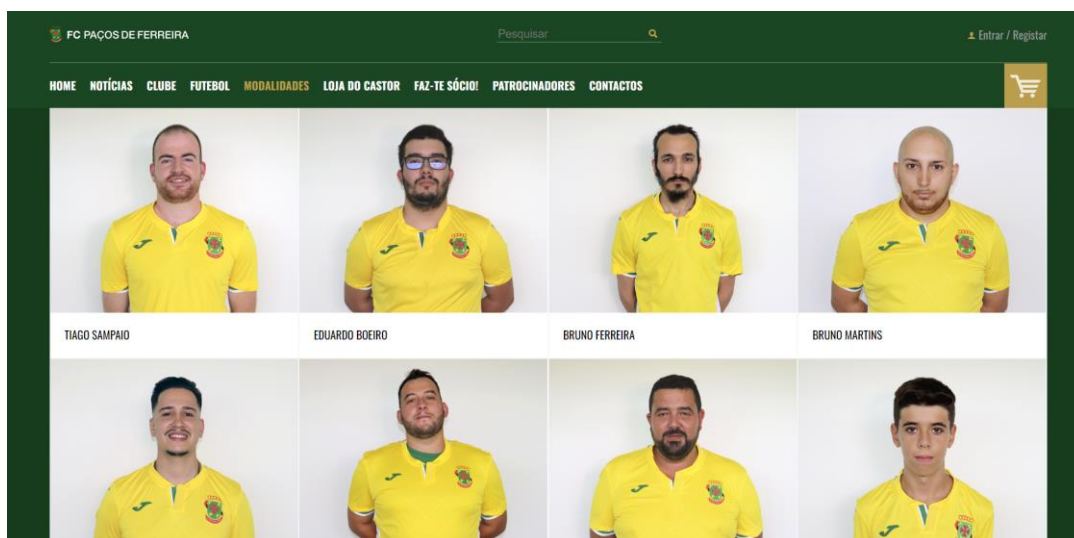 FC PAÇOS DE FERREIRA
Pesquisar
Entrar / Registar
HOME NOTÍCIAS CLUBE FUTEBOL MODALIDADES LOJA DO CASTOR FAZ-TE SÓCIO! PATROCINADORES CONTACTOS
TIAGO SAMPAIO
EDUARDO BOEIRO
BRUNO FERREIRA
BRUNO MARTINS